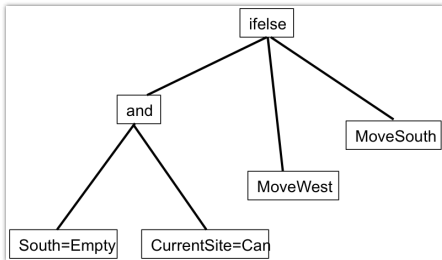 ifelse
and
MoveSouth
MoveWest
South=Empty
CurrentSite=Can